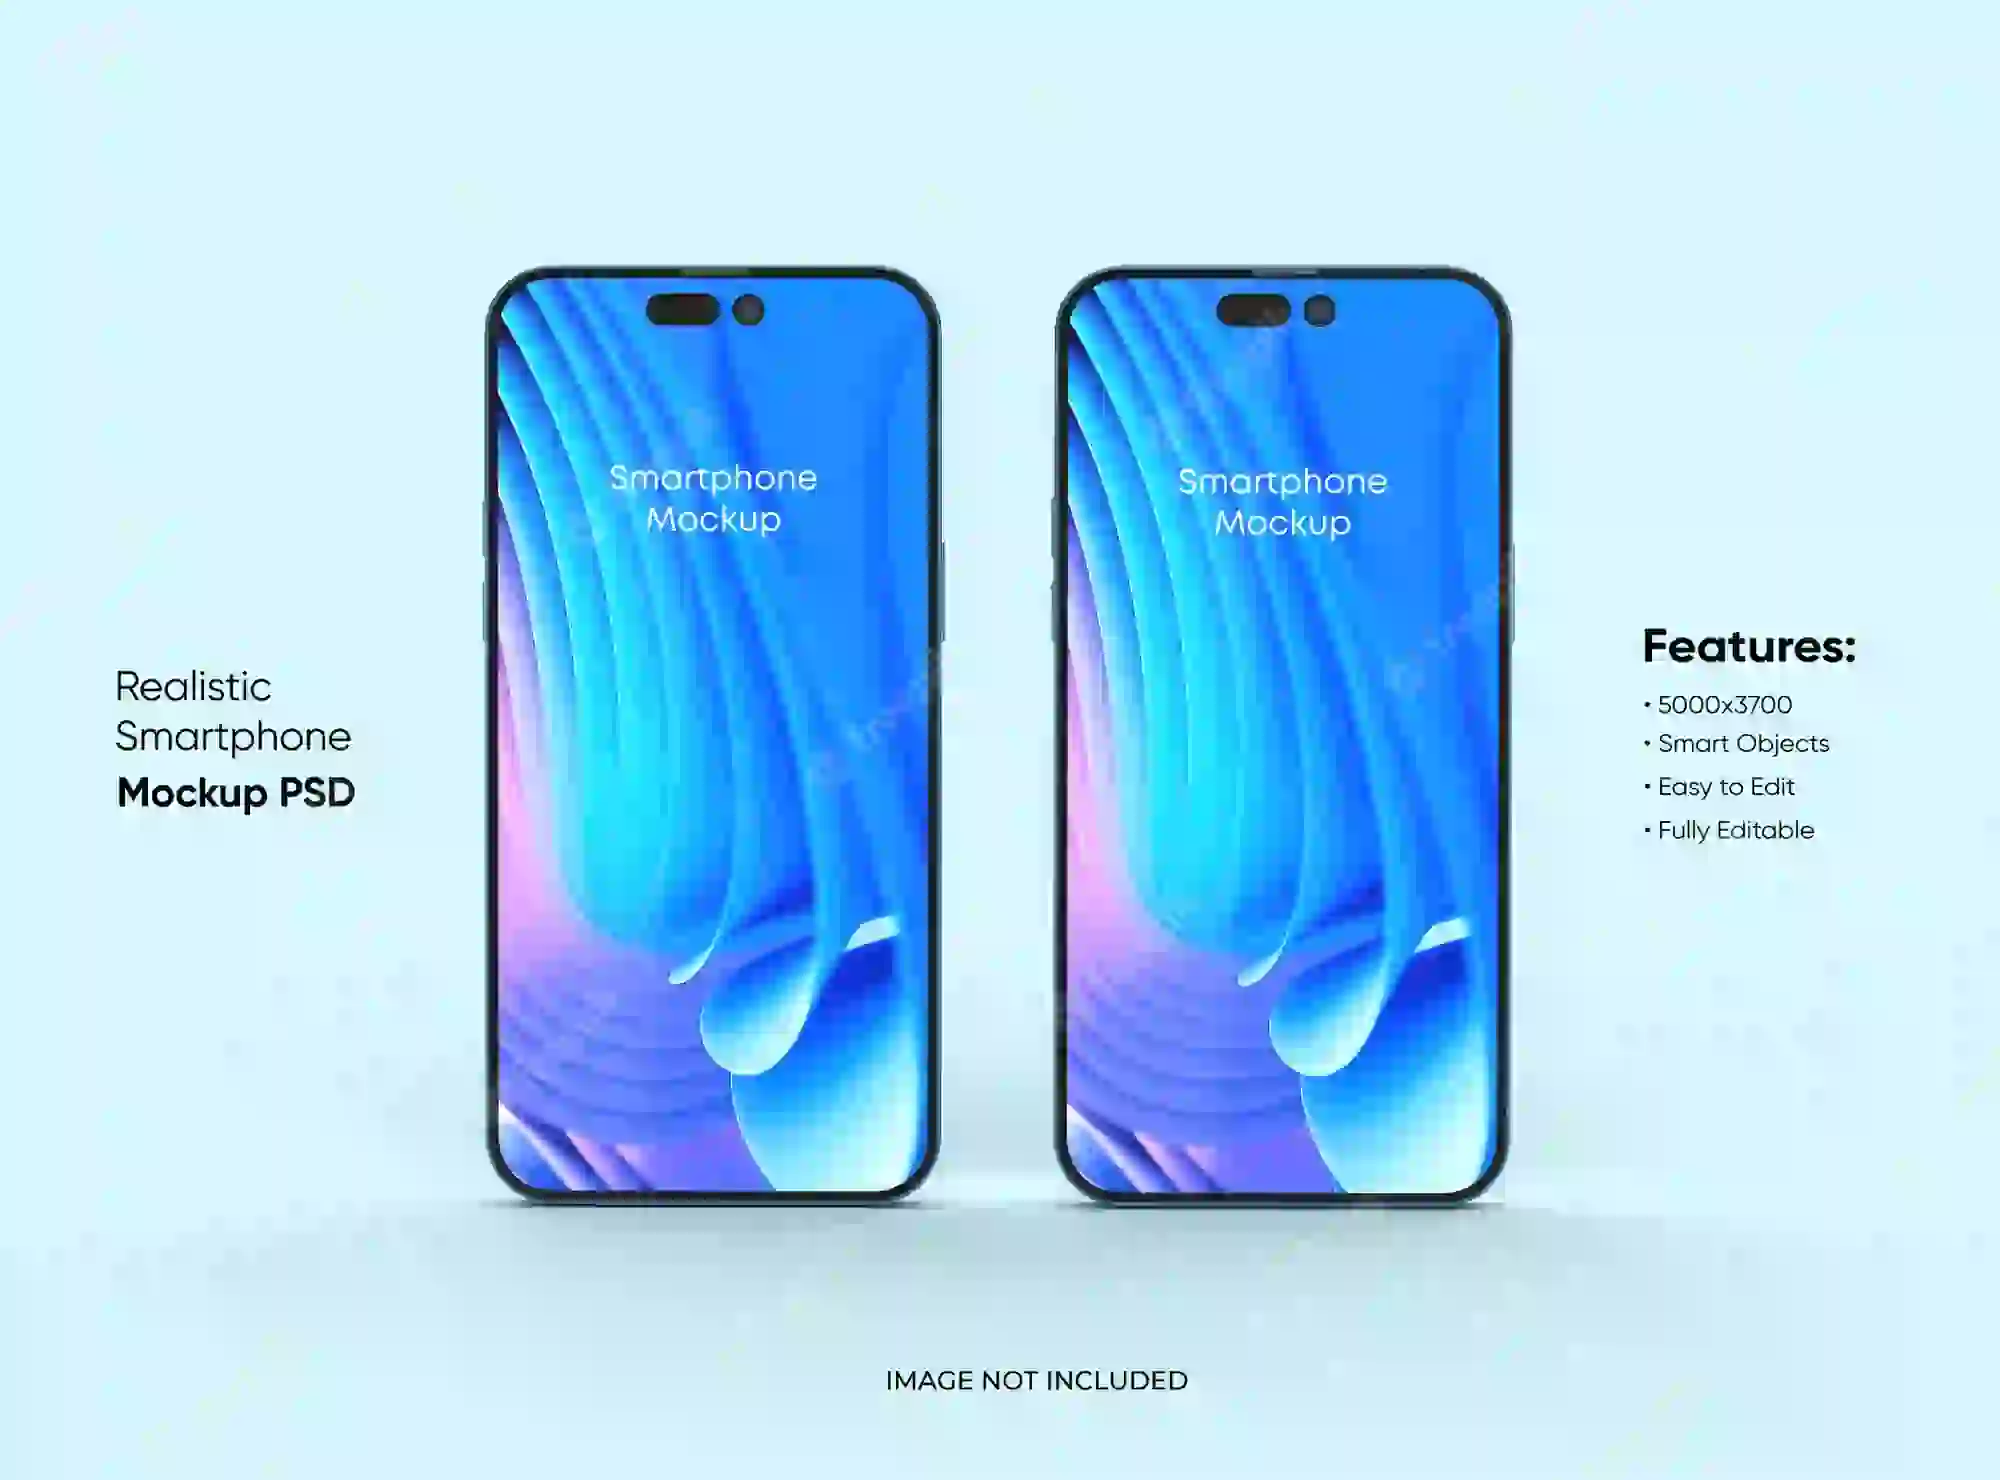 Smartphone
Mockup
Smartphone
Mockup
Realistic
Smartphone
Mockup PSD
Features:
• 5000x3700
• Smart Objects
• Easy to Edit
• Fully Editable
IMAGE NOT INCLUDED